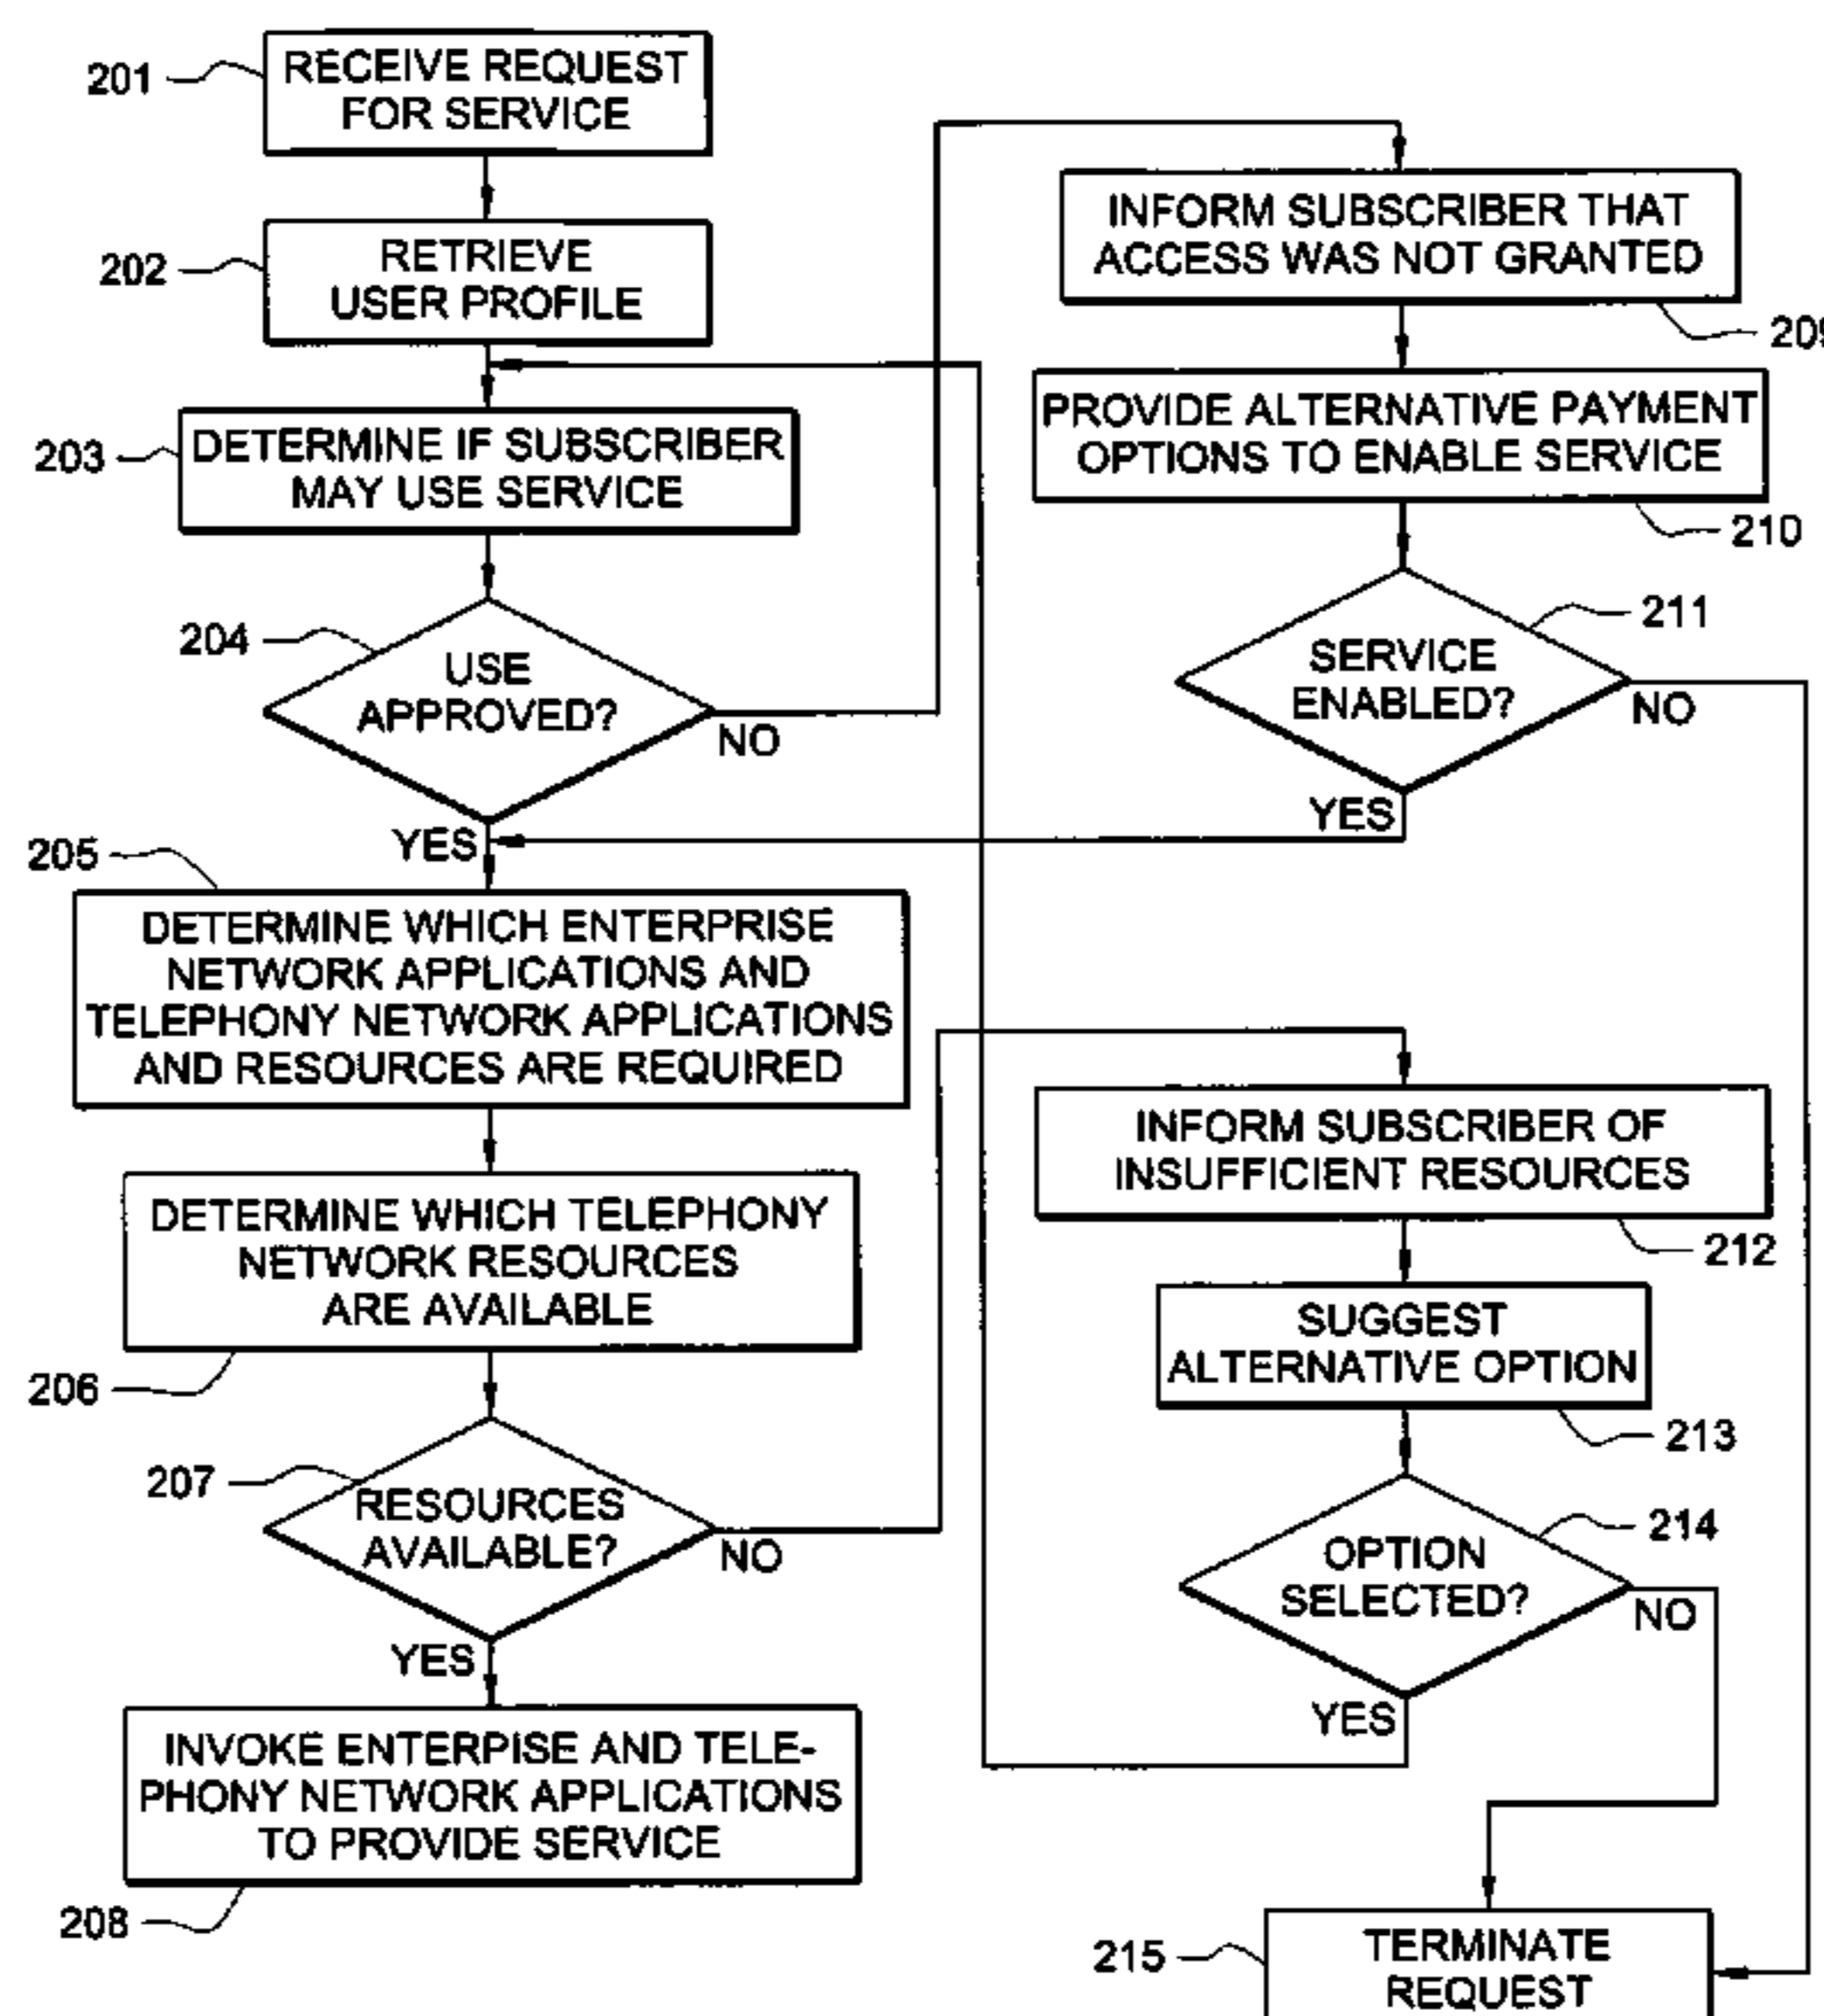 201
RECEIVE REQUEST
FOR SERVICE
202
RETRIEVE
USER PROFILE
203
DETERMINE IF SUBSCRIBER
MAY USE SERVICE
204
USE
APPROVED?
NO
YES
205
DETERMINE WHICH ENTERPRISE
NETWORK APPLICATIONS AND
TELEPHONY NETWORK APPLICATIONS
AND RESOURCES ARE REQUIRED
DETERMINE WHICH TELEPHONY
NETWORK RESOURCES
ARE AVAILABLE
206
207
RESOURCES
AVAILABLE?
NO
YES
INVOKE ENTERPISE AND TELE-
PHONY NETWORK APPLICATIONS
TO PROVIDE SERVICE
208
INFORM SUBSCRIBER THAT
ACCESS WAS NOT GRANTED
209
PROVIDE ALTERNATIVE PAYMENT
OPTIONS TO ENABLE SERVICE
210
211
SERVICE
ENABLED?
NO
YES
INFORM SUBSCRIBER OF
INSUFFICIENT RESOURCES
212
SUGGEST
ALTERNATIVE OPTION
213
214
OPTION
SELECTED?
NO
YES
215
TERMINATE
REQUEST